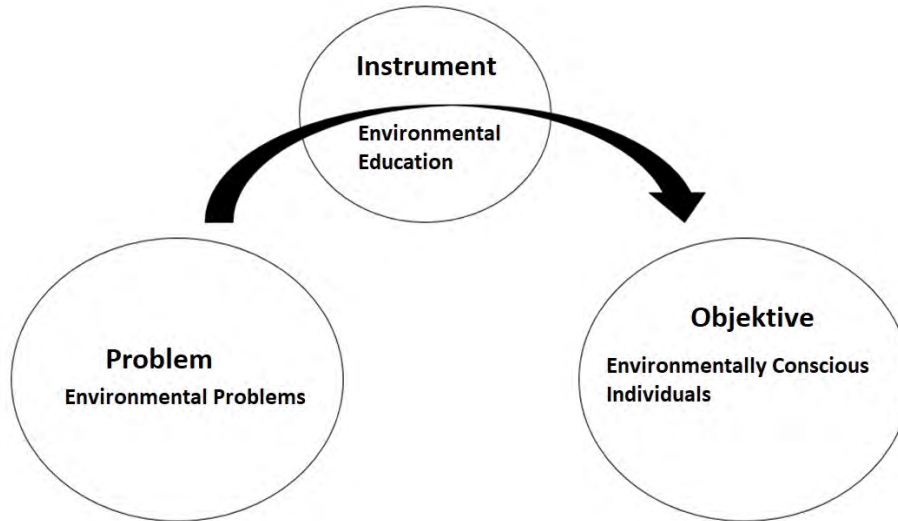 Instrument
Environmental
Education
Problem
Environmental Problems
Objektive
Environmentally Conscious
Individuals